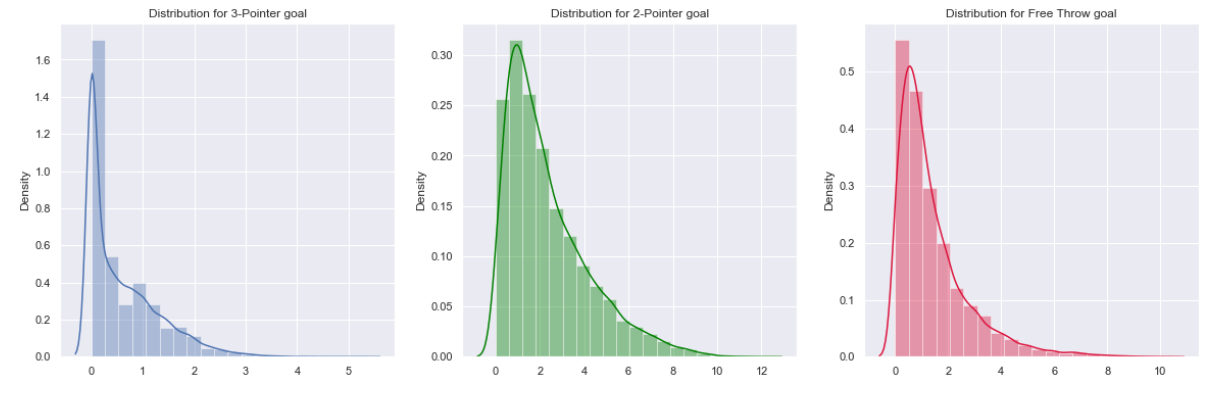 Distribution for 3-Pointer goal
Density
1.6
1.4
1.2
1.0
0.8
0.6
0.4
0.2
0.0
0 1 2 3 4 5
Distribution for 2-Pointer goal
Density
0.30
0.25
0.20
0.15
0.10
0.05
0.00
0 2 4 6 8 10 12
Distribution for Free Throw goal
Density
0.5
0.4
0.3
0.2
0.1
0.0
0 2 4 6 8 10